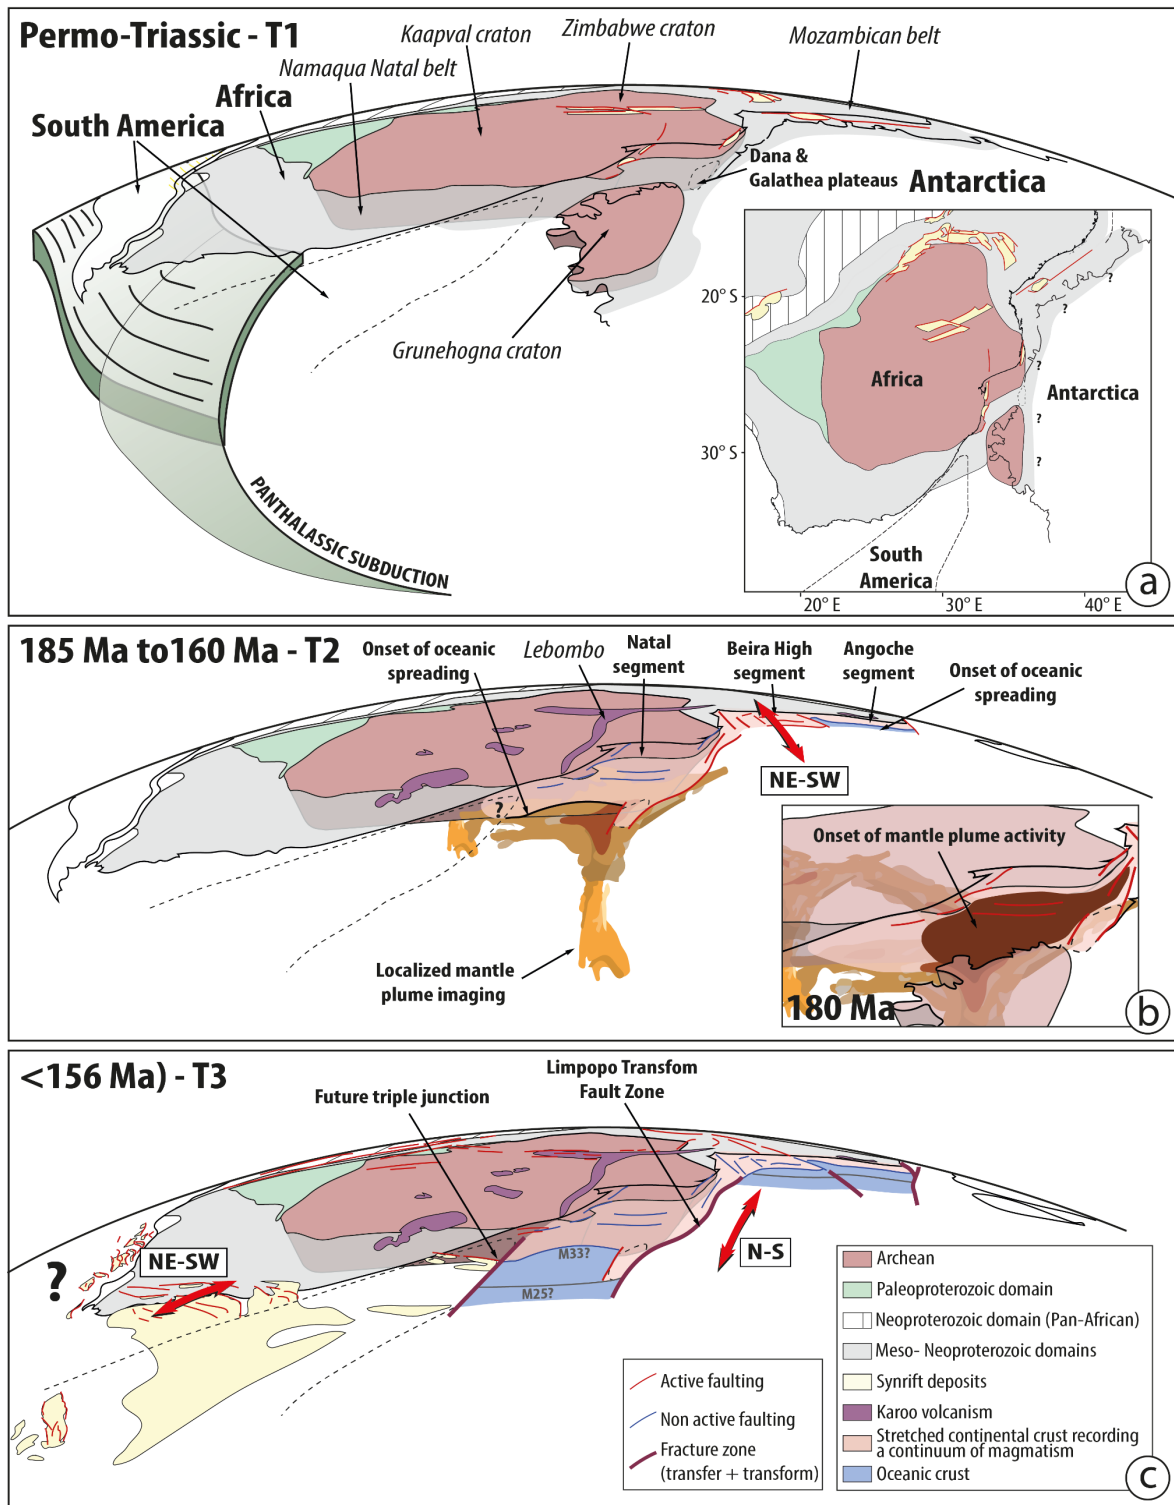 Permo-Triassic - T1
Kaapval craton
Zimbabwe craton
Mozambican belt
Namaqua Natal belt
Africa
South America
Dana &
Galathea plateaus
Antarctica
Grunehogna craton
PANTHALASSIC SUBDUCTION
20° S
30° S
Africa
Antarctica
?
?
?
?
?
South
America
20° E
30° E
40° E
a
185 Ma to160 Ma - T2
Onset of oceanic
spreading
Lebombo
Natal
segment
Beira High
segment
Angoche
segment
Onset of oceanic
spreading
NE-SW
?
Localized mantle
plume imaging
Onset of mantle plume activity
180 Ma
b
<156 Ma) - T3
Future triple junction
Limpopo Transfom
Fault Zone
?
NE-SW
M33?
M25?
N-S
Active faulting
Non active faulting
Fracture zone
(transfer + transform)
Archean
Paleoproterozoic domain
Neoproterozoic domain (Pan-African)
Meso- Neoproterozoic domains
Synrift deposits
Karoo volcanism
Stretched continental crust recording
a continuum of magmatism
Oceanic crust
c